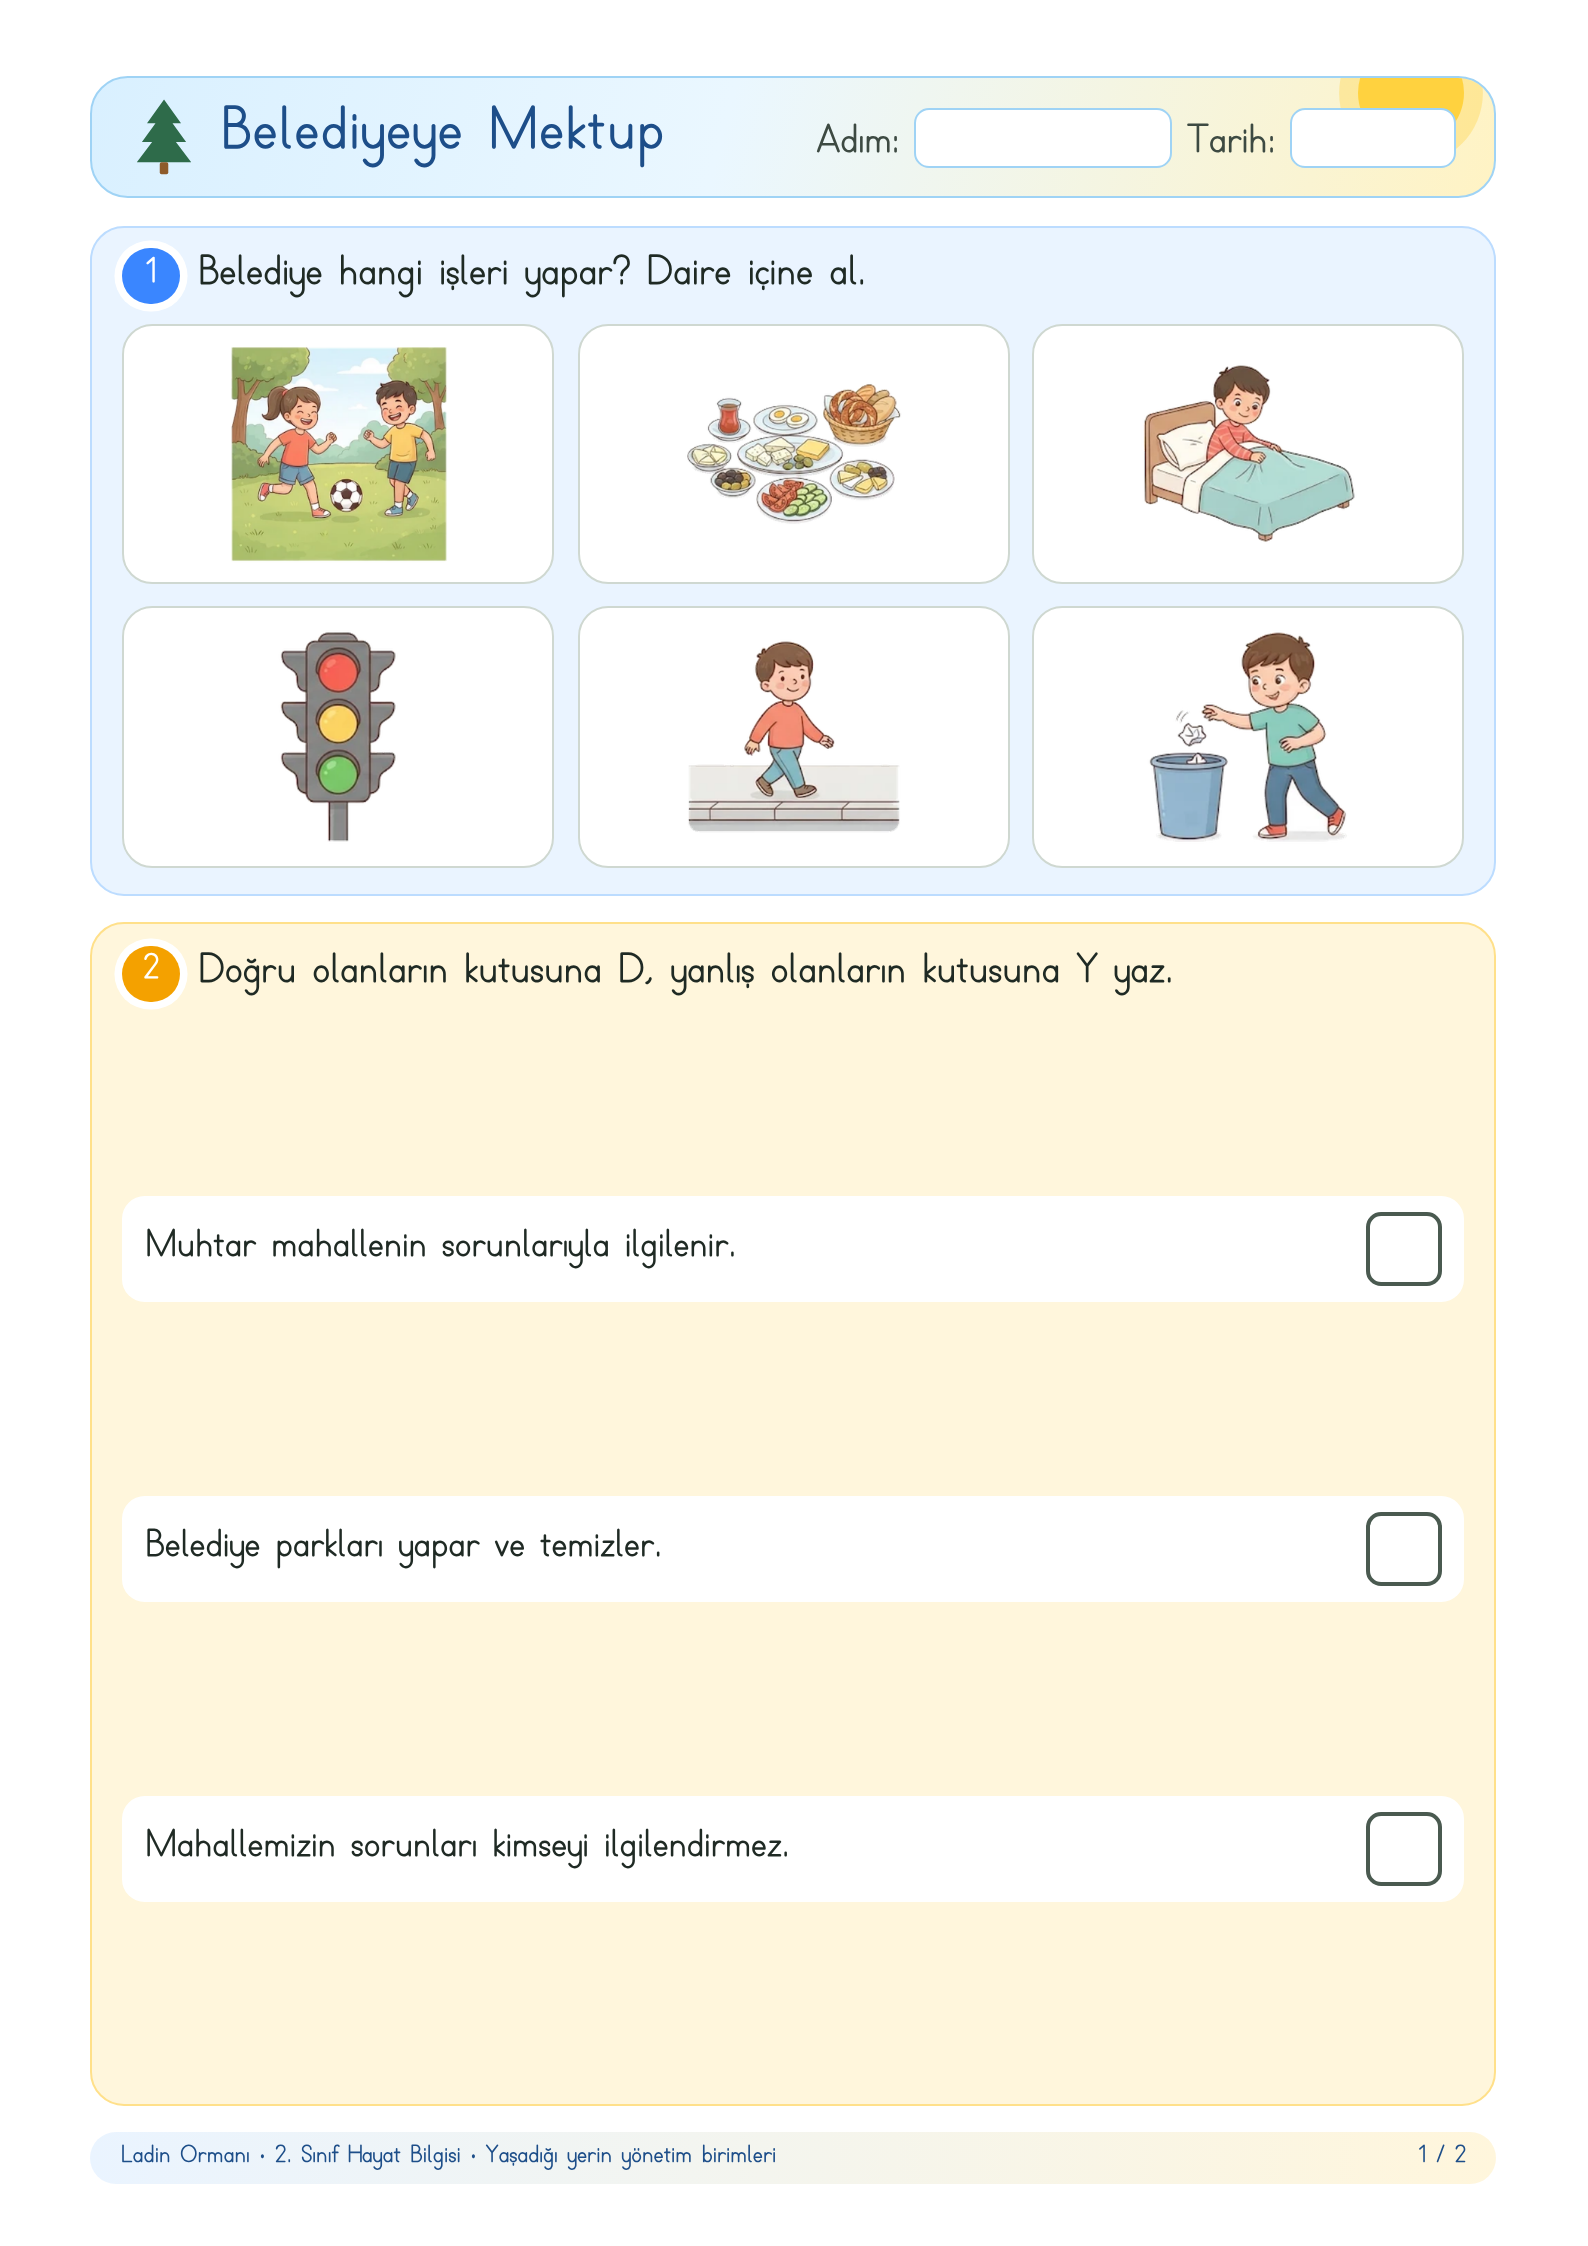 Belediyeye Mektup
Adım:
Tarih:
1 Belediye hangi işleri yapar? Daire içine al.
2 Doğru olanların kutusuna D, yanlış olanların kutusuna Y yaz.
Muhtar mahallenin sorunlarıyla ilgilenir.
Belediye parkları yapar ve temizler.
Mahallemizin sorunları kimseyi ilgilendirmez.
Ladin Ormanı • 2. Sınıf Hayat Bilgisi • Yaşadığı yerin yönetim birimleri
1 / 2